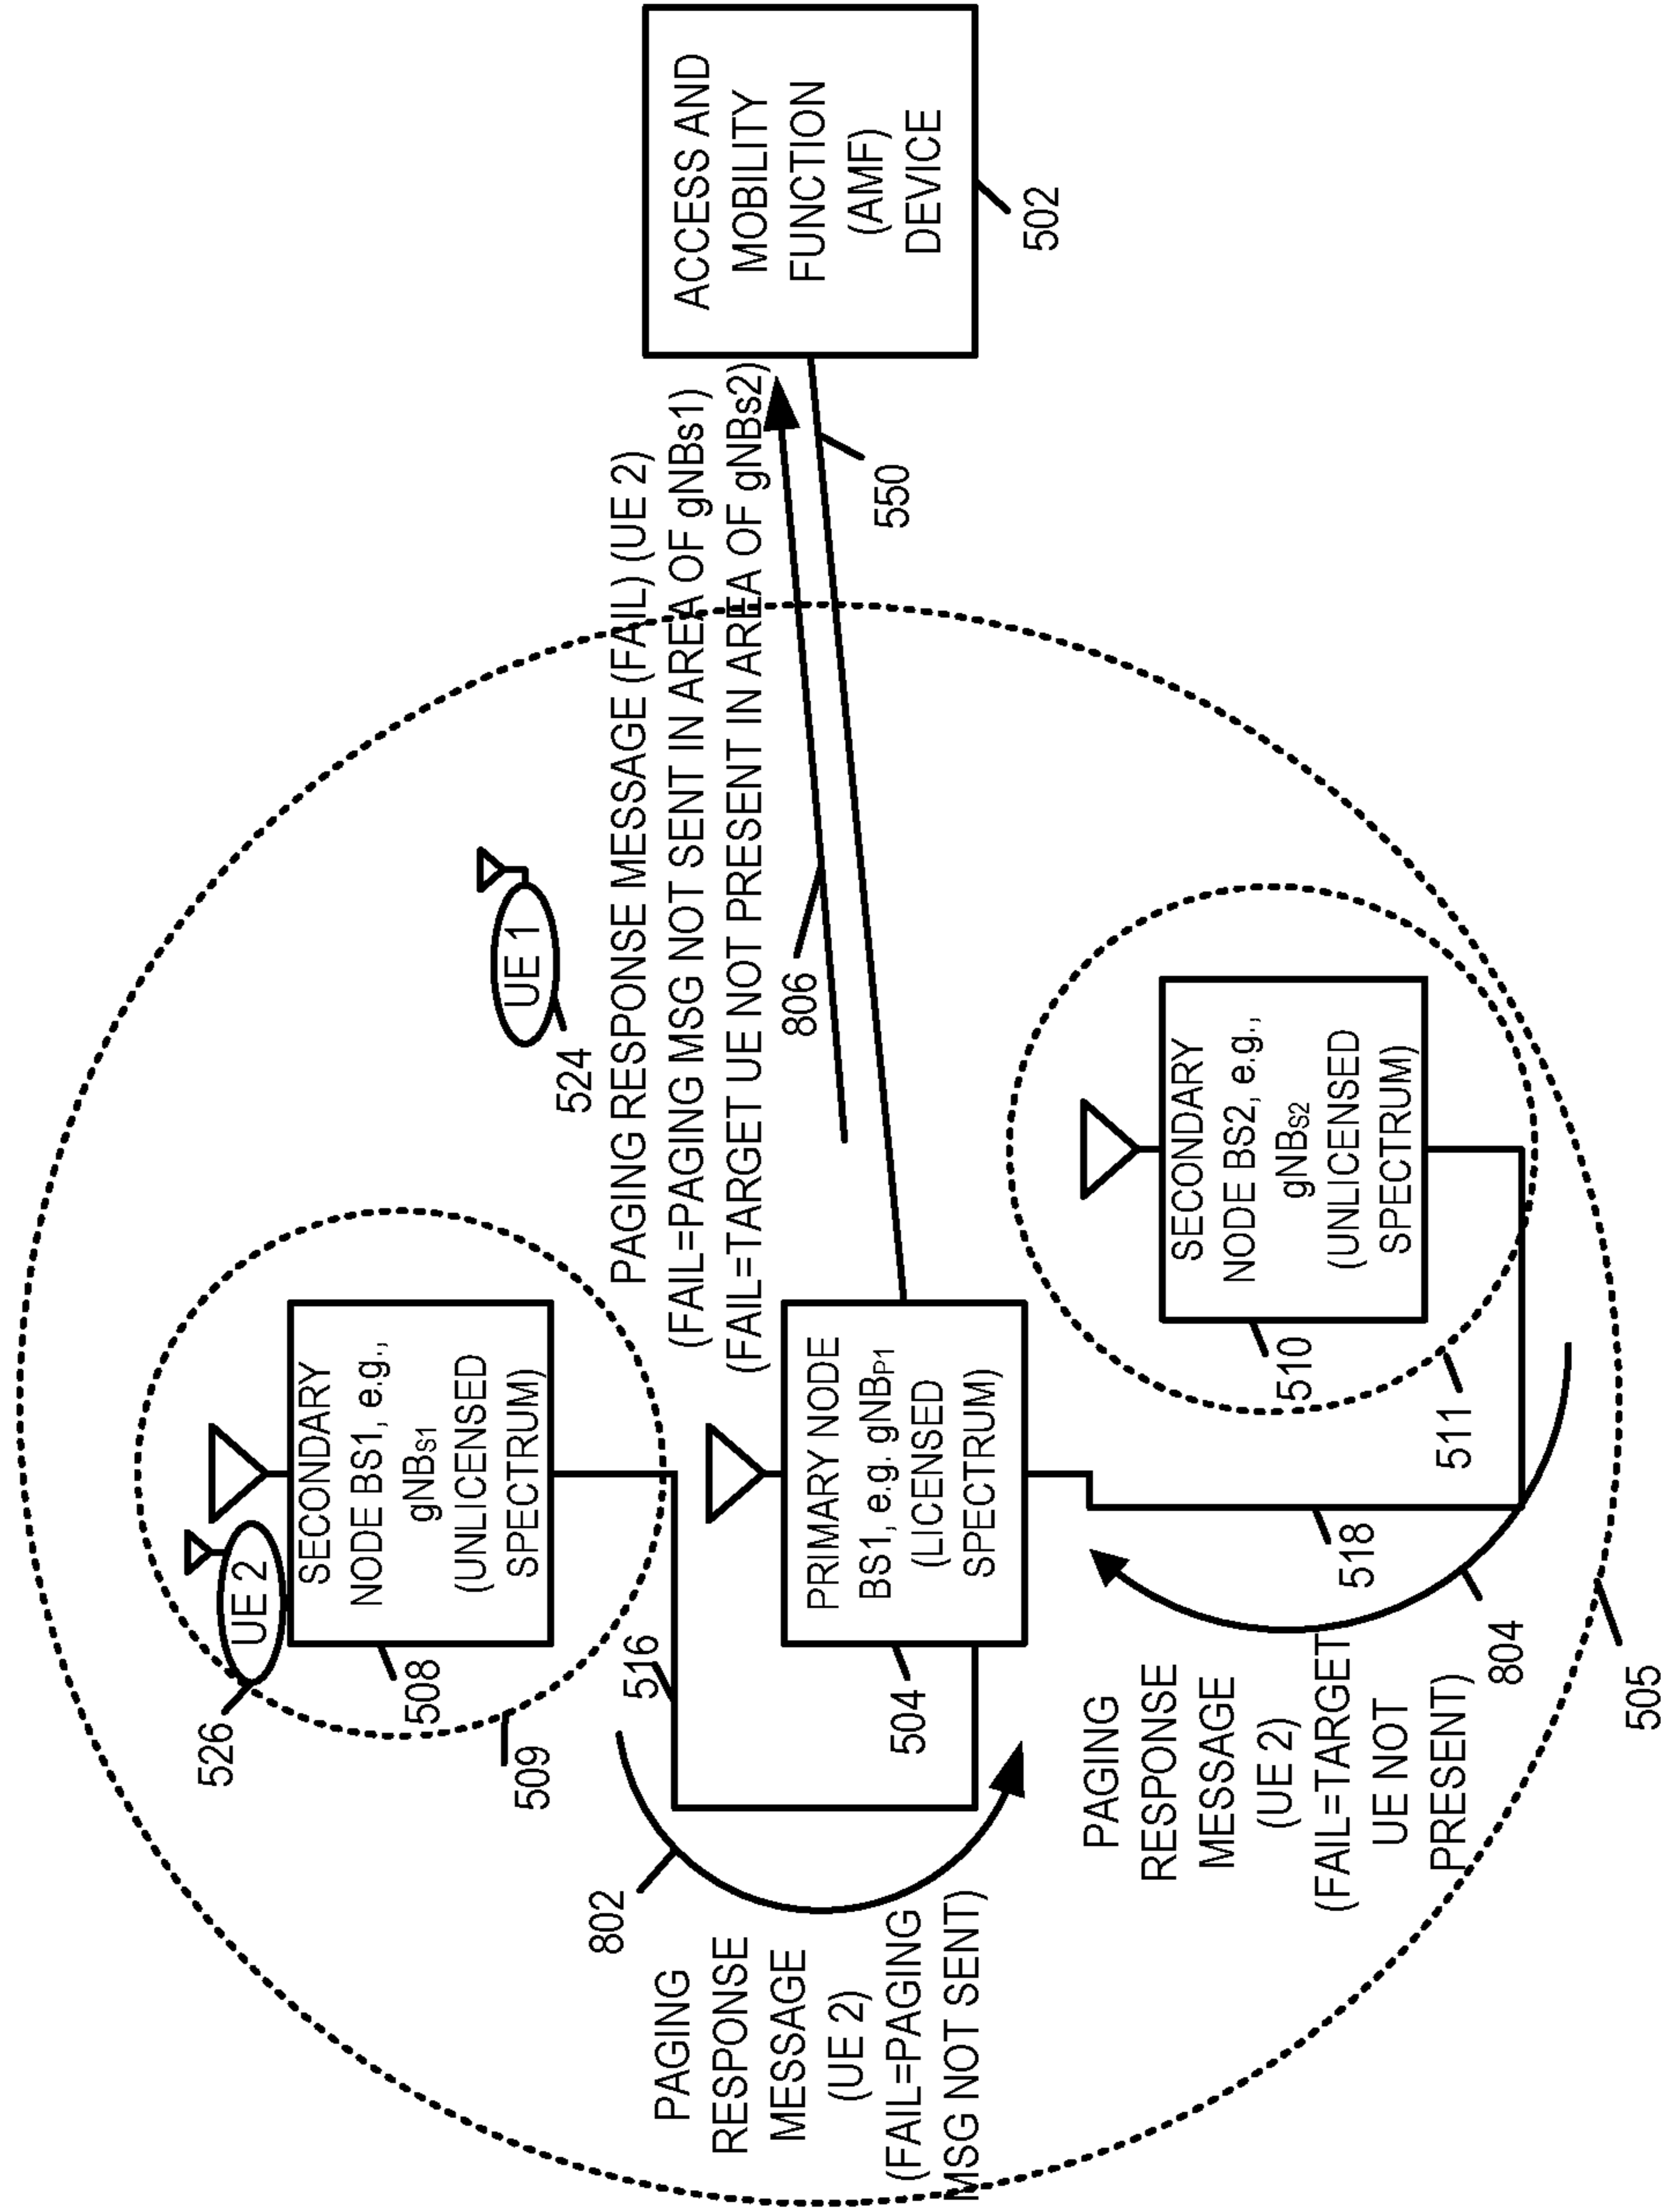 526
UE 2
SECONDARY
NODE BS1, e.g.,
gNBS1
(UNLICENSED
SPECTRUM)
508
509
516
UE 1
524
802
PAGING
RESPONSE
MESSAGE
(UE 2)
(FAIL=PAGING
MSG NOT SENT)
PRIMARY NODE
BS1, e.g. gNBP1
(LICENSED
SPECTRUM)
504
PAGING RESPONSE MESSAGE (FAIL) (UE 2)
(FAIL=PAGING MSG NOT SENT IN AREA OF gNBs1)
(FAIL=TARGET UE NOT PRESENT IN AREA OF gNBs2)
806
550
ACCESS AND
MOBILITY
FUNCTION
(AMF)
DEVICE
502
PAGING
RESPONSE
MESSAGE
(UE 2)
(FAIL=TARGET
UE NOT
PRESENT)
804
518
SECONDARY
NODE BS2, e.g.,
gNBS2
(UNLICENSED
SPECTRUM)
510
511
505